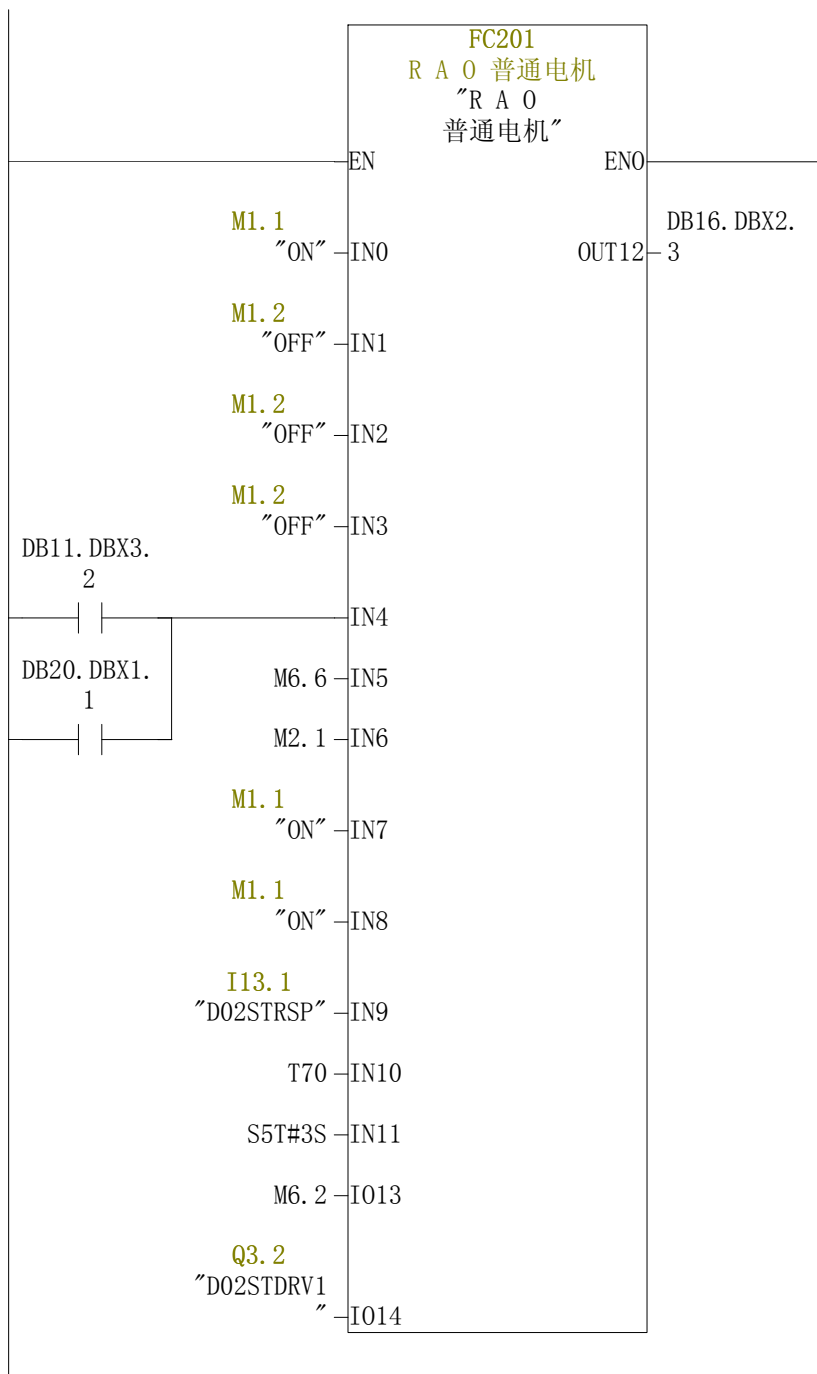 FC201
R A O 普通电机
"R A O
普通电机"
EN
ENO
M1.1
"ON"
IN0
DB16.DBX2.
3
OUT12
M1.2
"OFF"
IN1
M1.2
"OFF"
IN2
M1.2
"OFF"
IN3
DB11.DBX3.
2
IN4
DB20.DBX1.
1
M6.6
IN5
M2.1
IN6
M1.1
"ON"
IN7
M1.1
"ON"
IN8
I13.1
"D02STRSP"
IN9
T70
IN10
S5T#3S
IN11
M6.2
IO13
Q3.2
"D02STDRV1
"
IO14